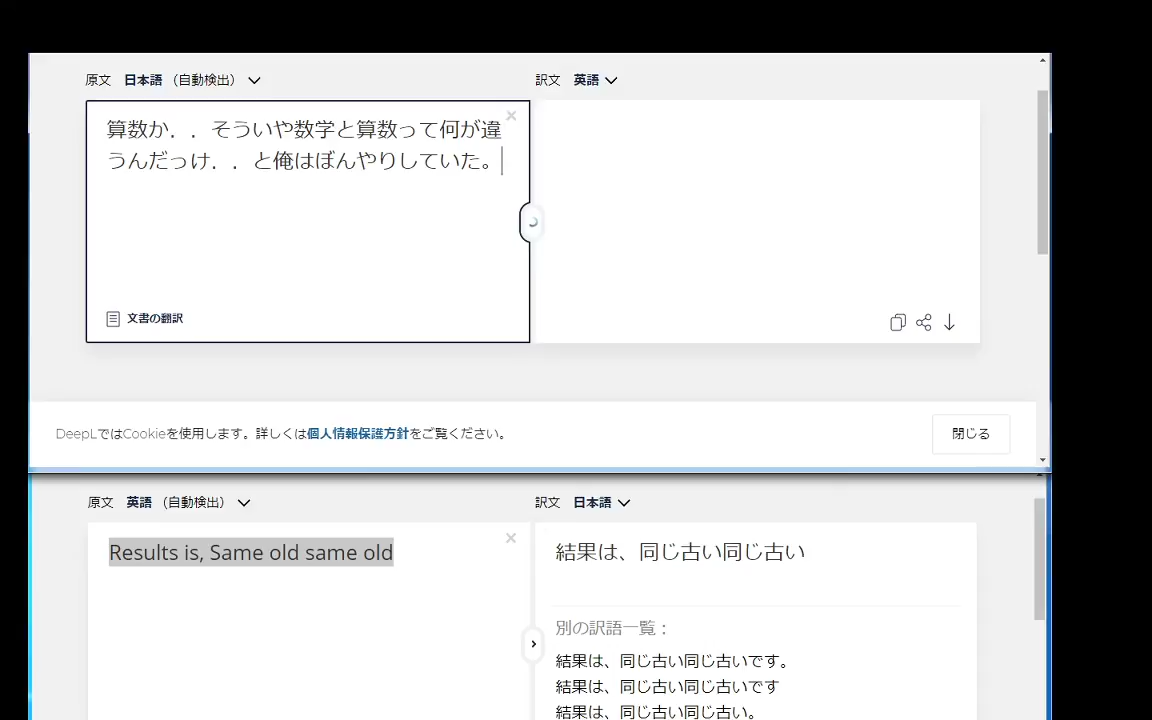 原文 日本語 （自動検出）
訳文 英語
算数か．．そういや数学と算数って何が違
うんだっけ．．と俺はぼんやりしていた。
文書の翻訳
DeepLではCookieを使用します。詳しくは個人情報保護方針をご覧ください。
閉じる
原文 英語 （自動検出）
訳文 日本語
Results is, Same old same old
結果は、同じ古い同じ古い
別の訳語一覧：
結果は、同じ古い同じ古いです。
結果は、同じ古い同じ古いです
結果は、同じ古い同じ古い。